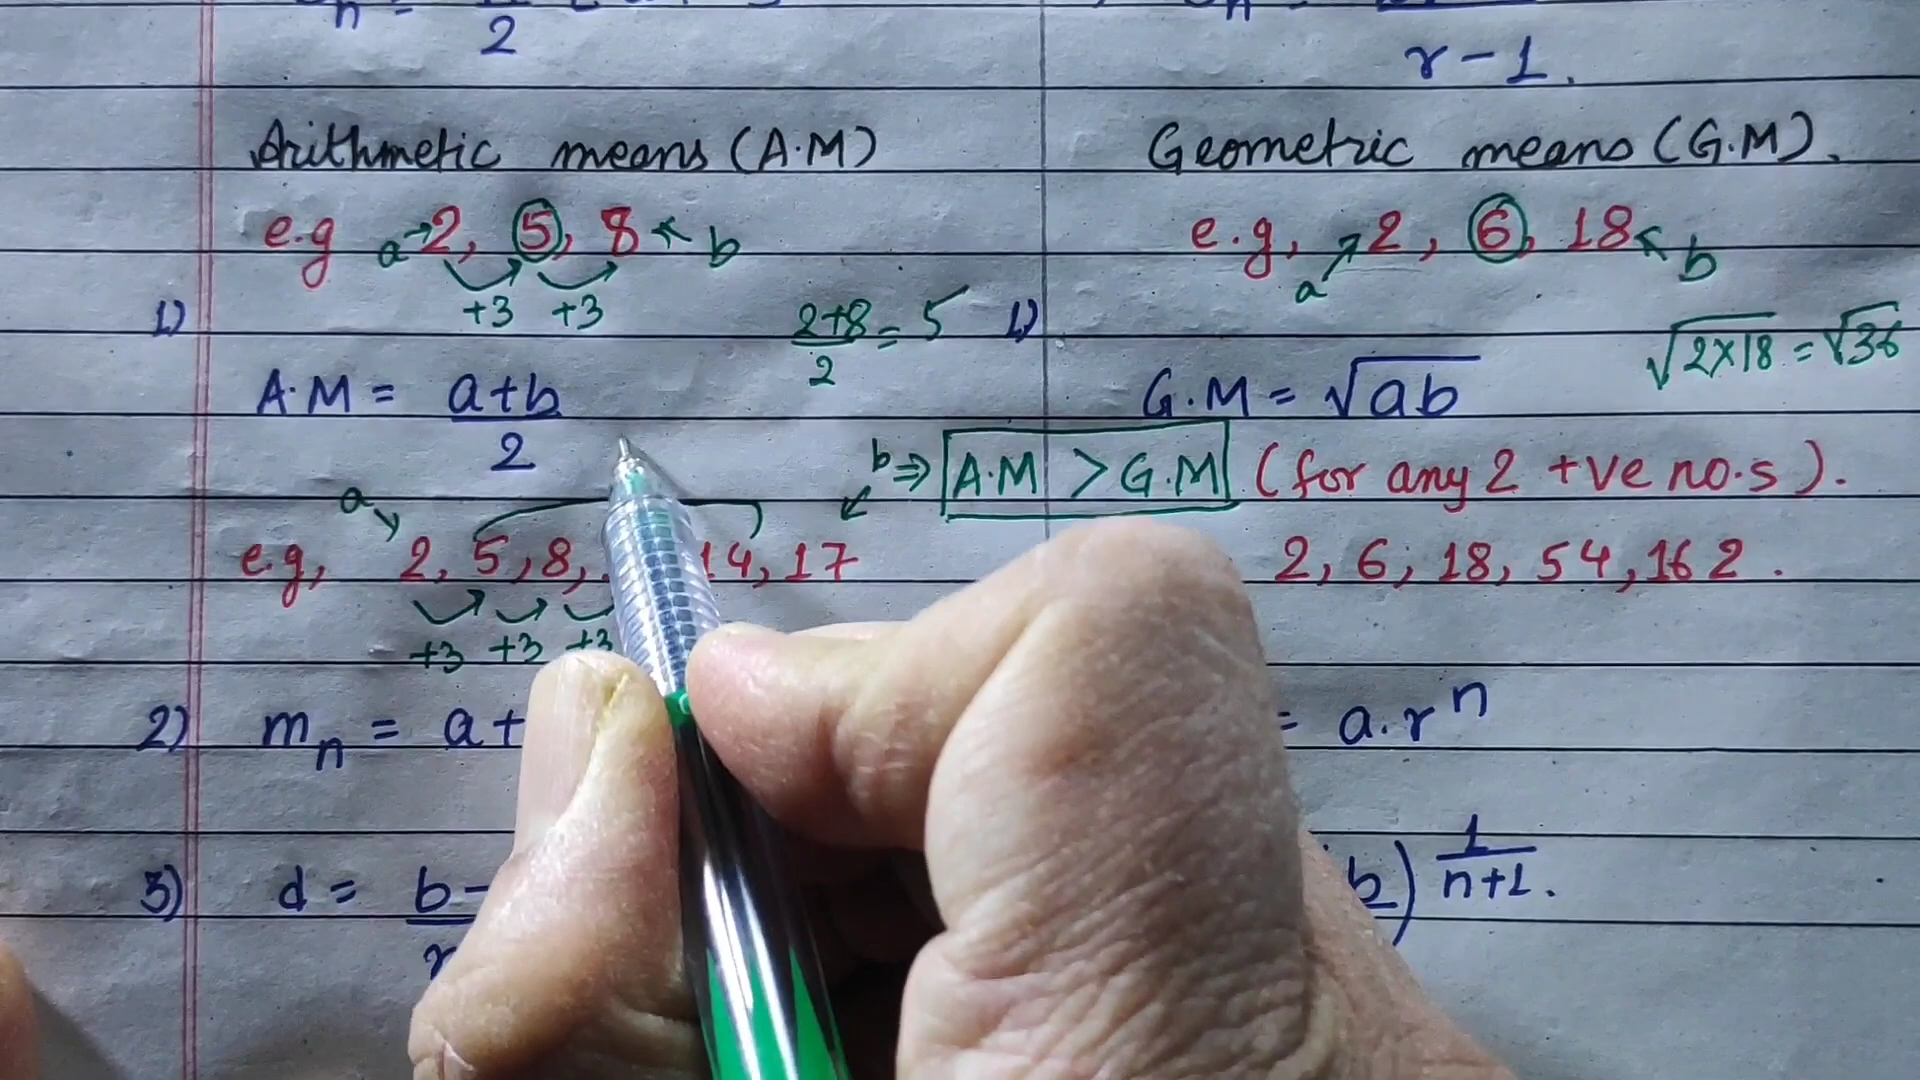 n = 2
r - 1.
Arithmetic means (A.M)
e.g a→2, 5, 8 ← b
+3 +3
1)
2+8/2 = 5
A.M = a+b/2
a
e.g, 2, 5, 8, 14, 17
+3 +3 +3
2) mn = a+
3) d = b-
Geometric means (G.M).
e.g, a 2, 6, 18 ← b
1)
√2×18 = √36
G.M = √ab
b ⇒ A.M > G.M (for any 2 +ve no.s).
2, 6, 18, 54, 162.
= a.r^n
b) 1/n+1.